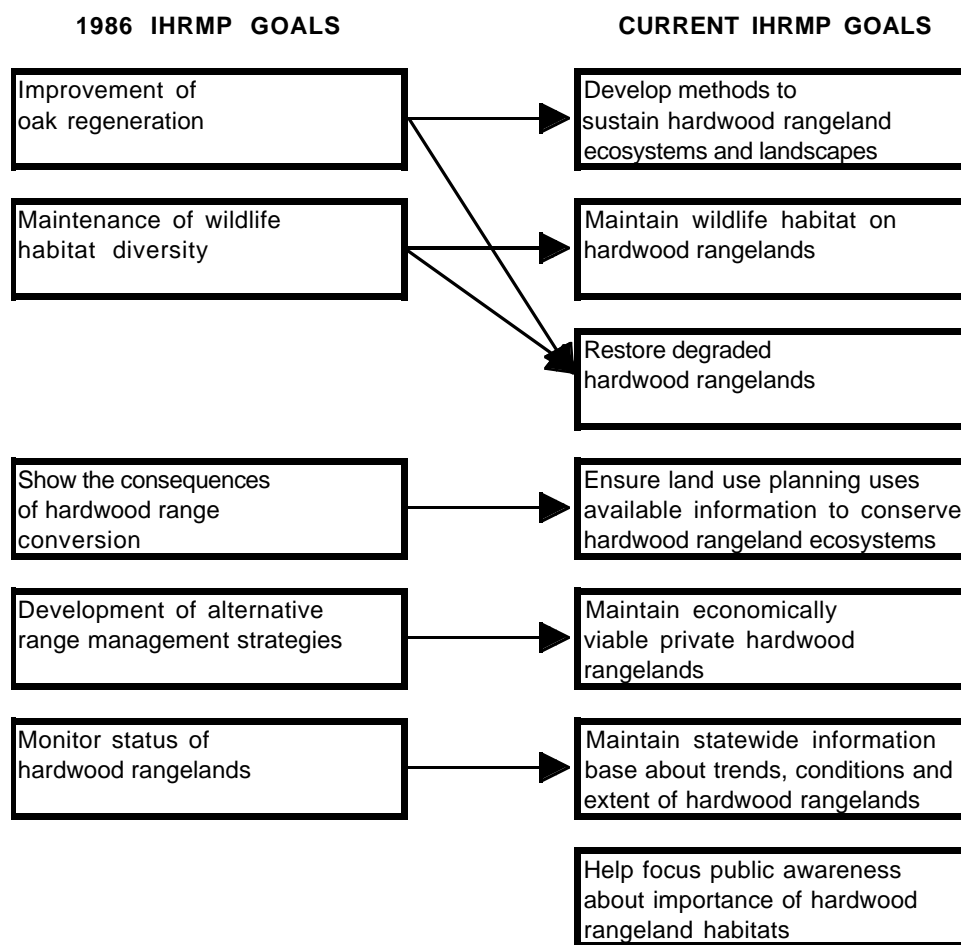 1986 IHRMP GOALS
CURRENT IHRMP GOALS
Improvement of
oak regeneration
Develop methods to
sustain hardwood rangeland
ecosystems and landscapes
Maintenance of wildlife
habitat diversity
Maintain wildlife habitat on
hardwood rangelands
Restore degraded
hardwood rangelands
Show the consequences
of hardwood range
conversion
Ensure land use planning uses
available information to conserve
hardwood rangeland ecosystems
Development of alternative
range management strategies
Maintain economically
viable private hardwood
rangelands
Monitor status of
hardwood rangelands
Maintain statewide information
base about trends, conditions and
extent of hardwood rangelands
Help focus public awareness
about importance of hardwood
rangeland habitats